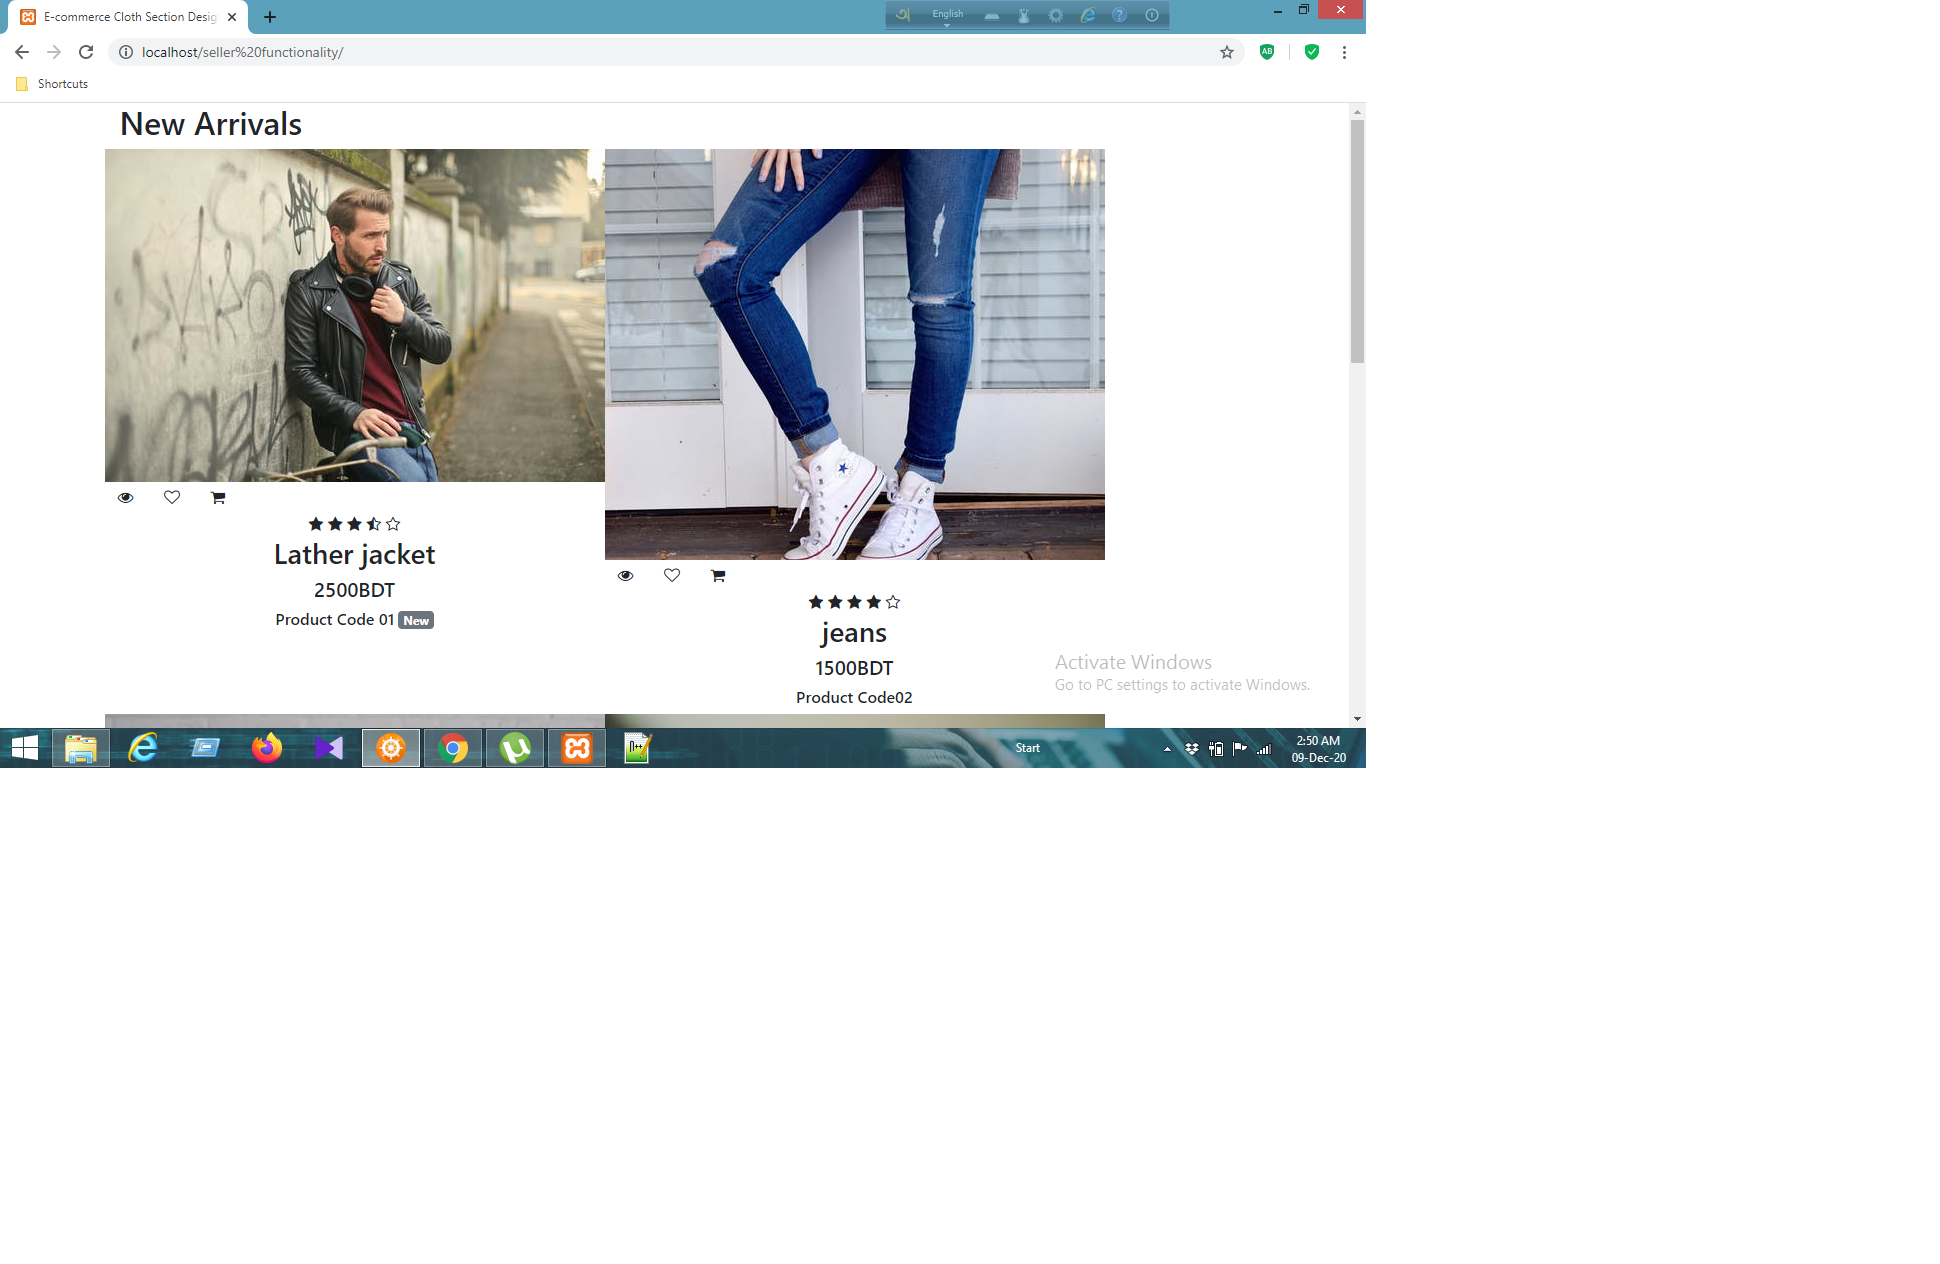 E-commerce Cloth Section Desig
English
localhost/seller%20functionality/
AB
Shortcuts
New Arrivals
Lather jacket
2500BDT
Product Code 01 New
jeans
1500BDT
Product Code02
Activate Windows
Go to PC settings to activate Windows.
Start
2:50 AM
09-Dec-20